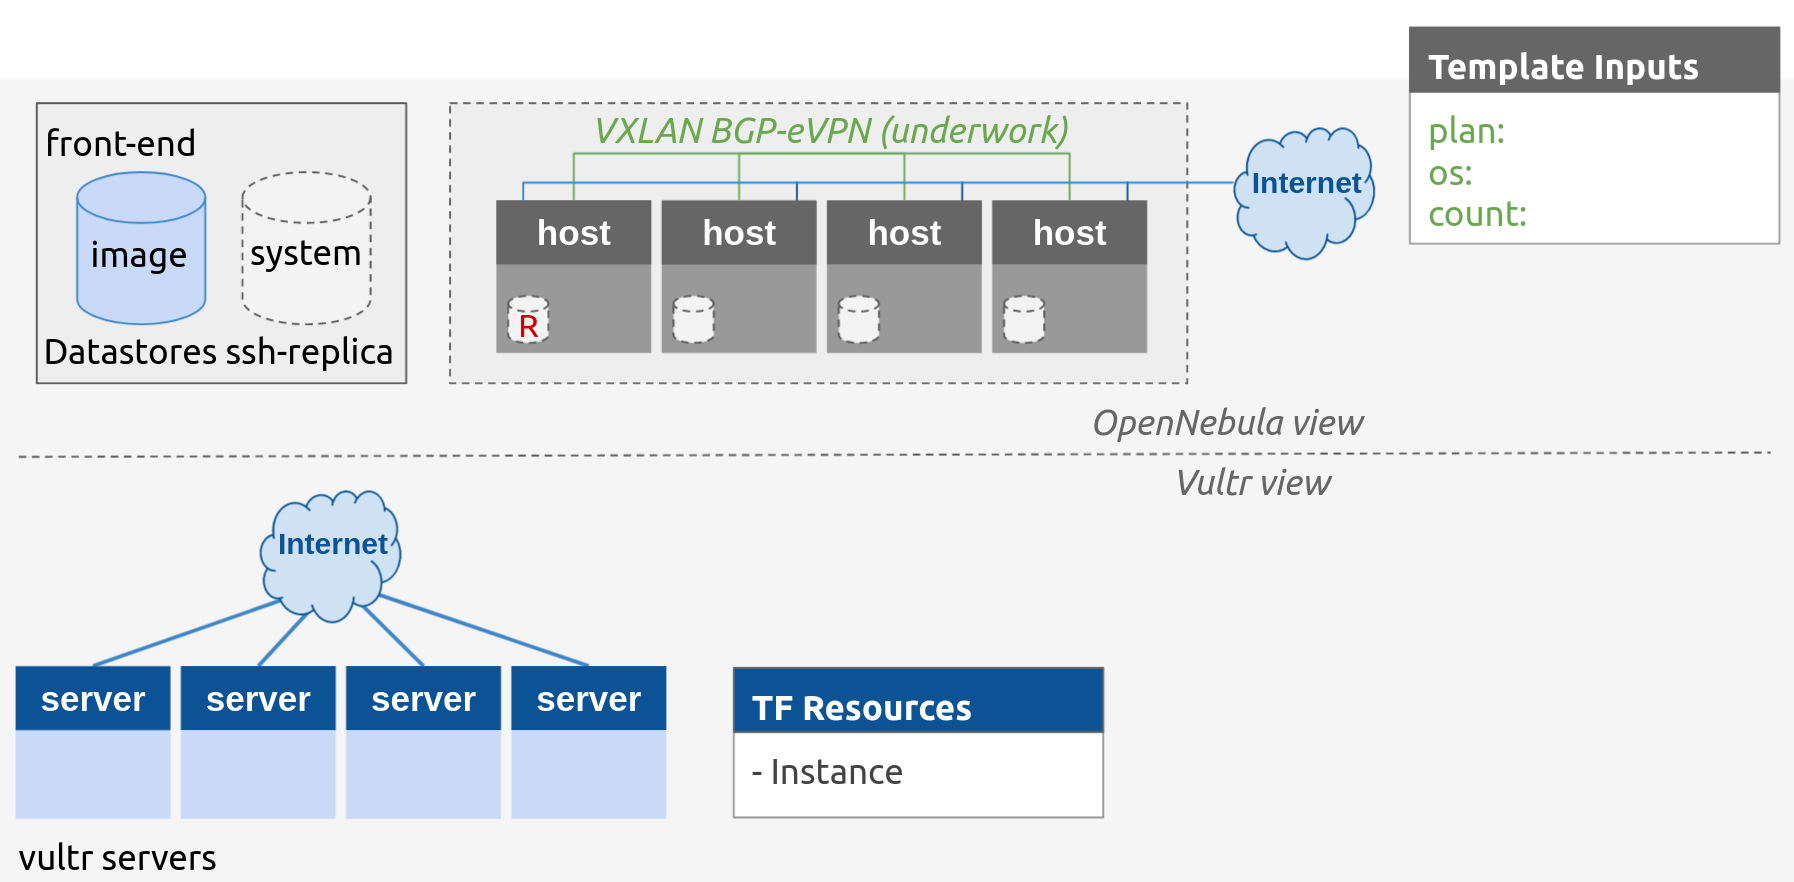 Template Inputs
plan:
os:
count:
front-end
image
system
Datastores ssh-replica
VXLAN BGP-eVPN (underwork)
Internet
host host host host
R
OpenNebula view
Vultr view
Internet
server server server server
vultr servers
TF Resources
- Instance